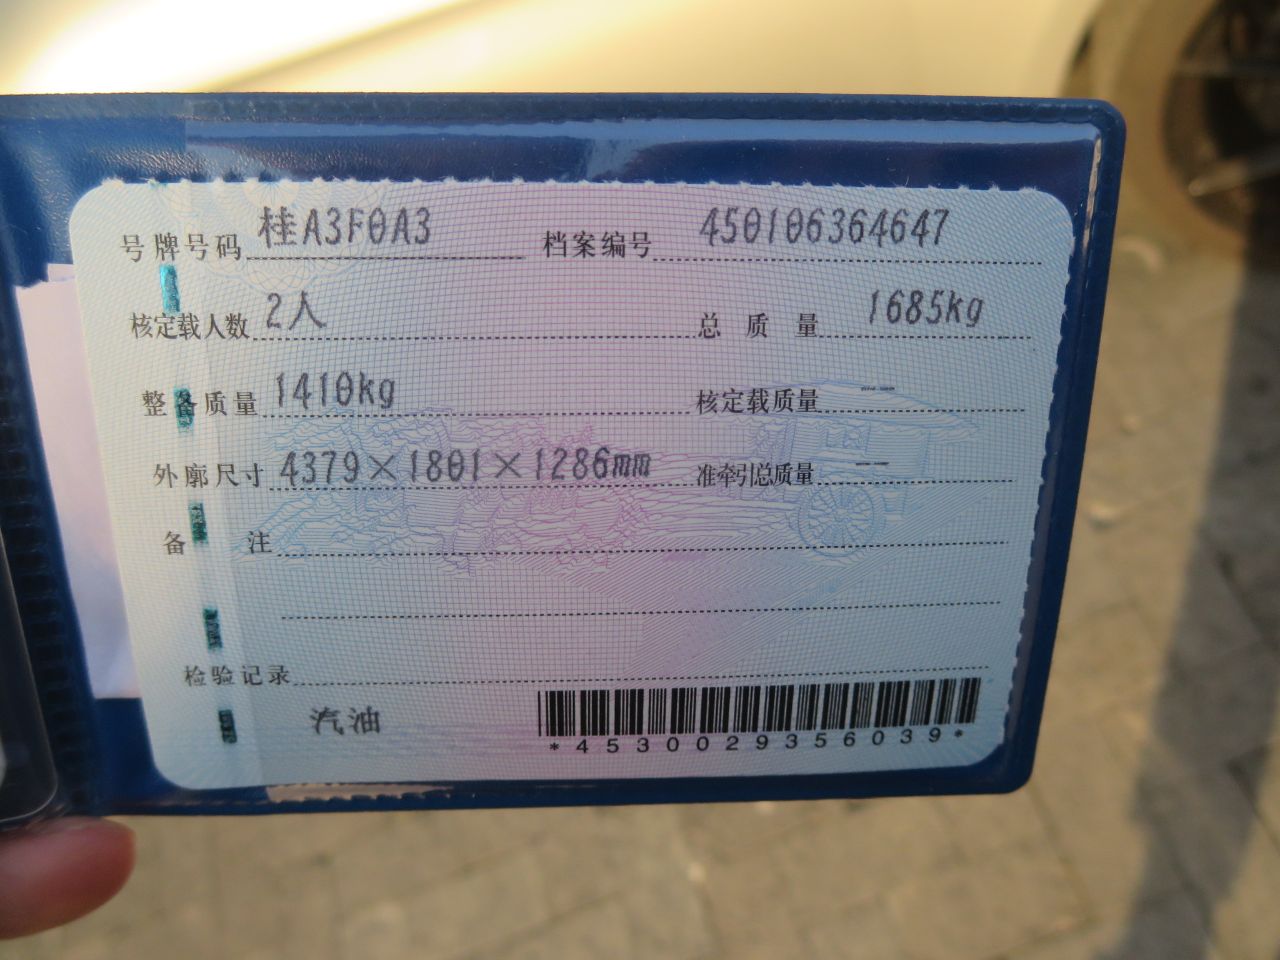 号牌号码 桂A3F0A3 档案编号 450106364647
核定载人数 2人 总质量 1685kg
整备质量 1410kg 核定载质量 ---
外廓尺寸 4379×1801×1286mm 准牵引总质量 ---
备注
检验记录
汽油
*4530029356039*